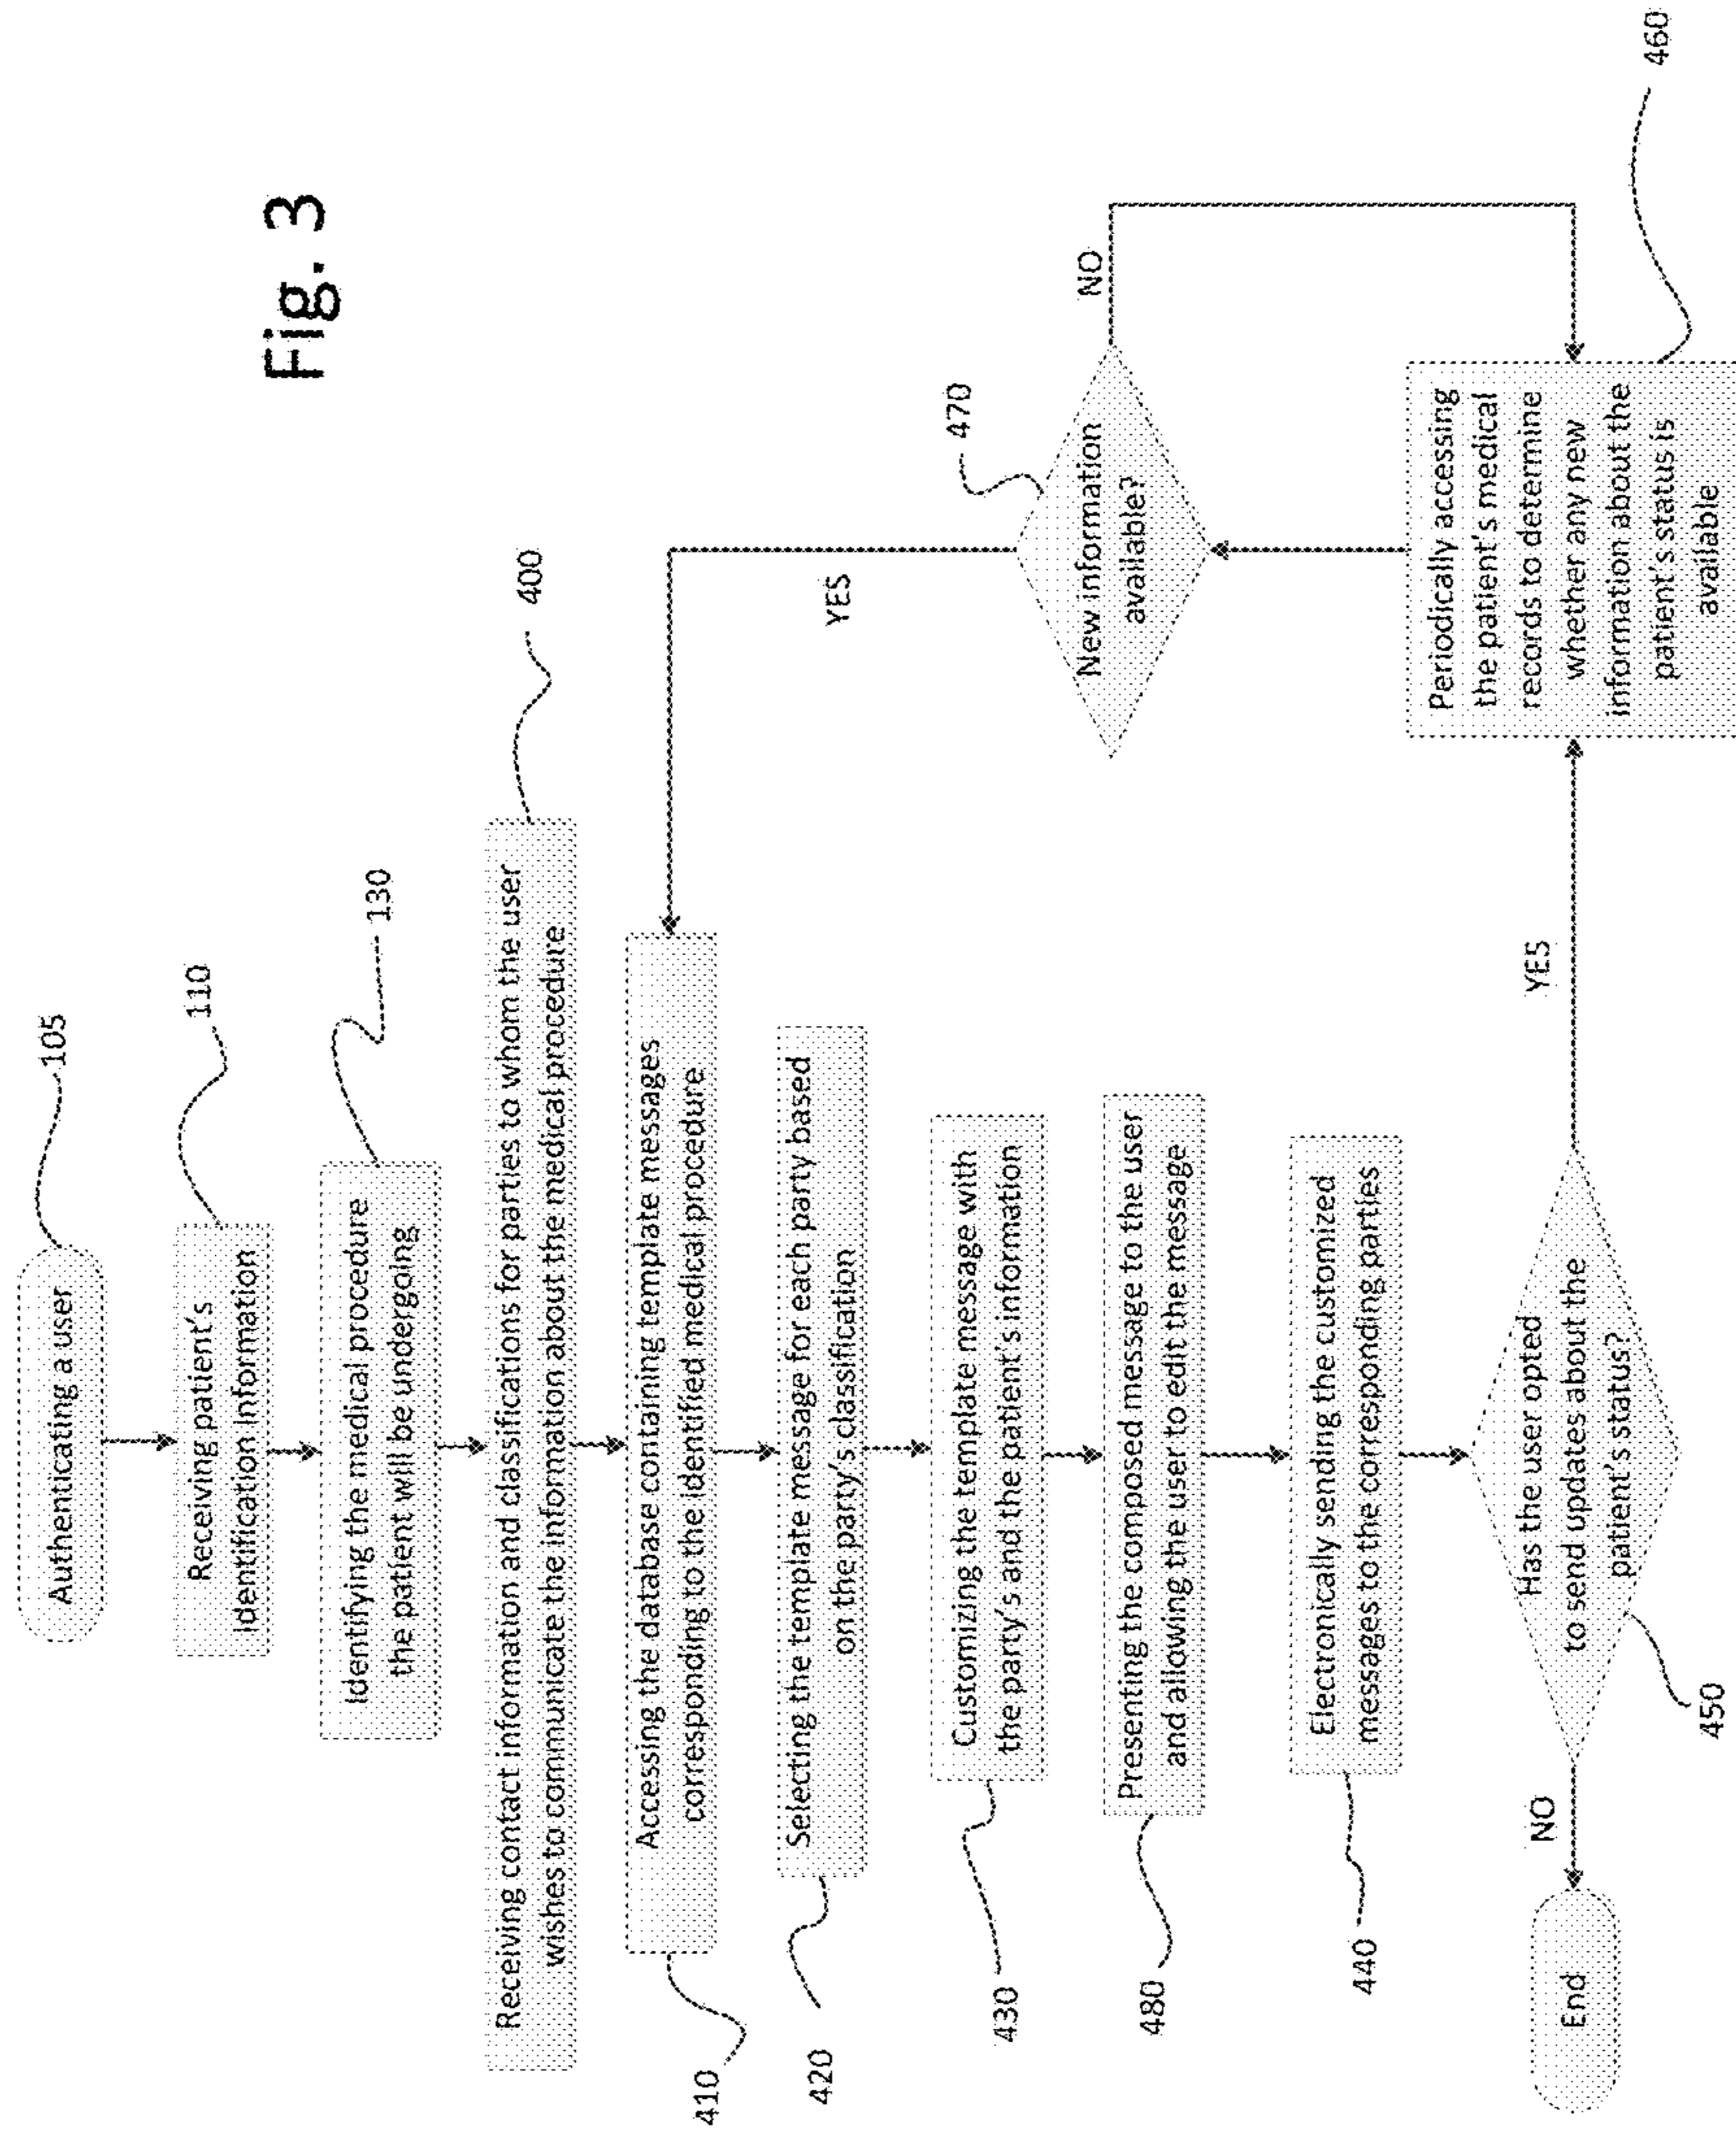 Fig. 3
Authenticating a user
105
Receiving patient's
Identification Information
110
Identifying the medical procedure
the patient will be undergoing
130
Receiving contact information and classifications for parties to whom the user
wishes to communicate the information about the medical procedure
400
Accessing the database containing template messages
corresponding to the identified medical procedure
410
Selecting the template message for each party based
on the party's classification
420
Customizing the template message with
the party's and the patient's information
430
Presenting the composed message to the user
and allowing the user to edit the message
480
Electronically sending the customized
messages to the corresponding parties
440
Has the user opted
to send updates about the
patient's status?
450
NO
End
YES
Periodically accessing
the patient's medical
records to determine
whether any new
information about the
patient's status is
available
460
New information
available?
470
NO
YES